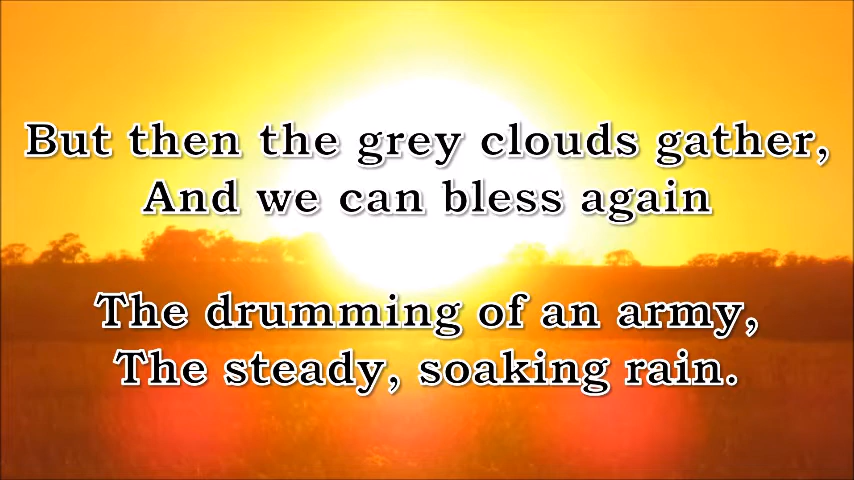 But then the grey clouds gather,
And we can bless again
The drumming of an army,
The steady, soaking rain.